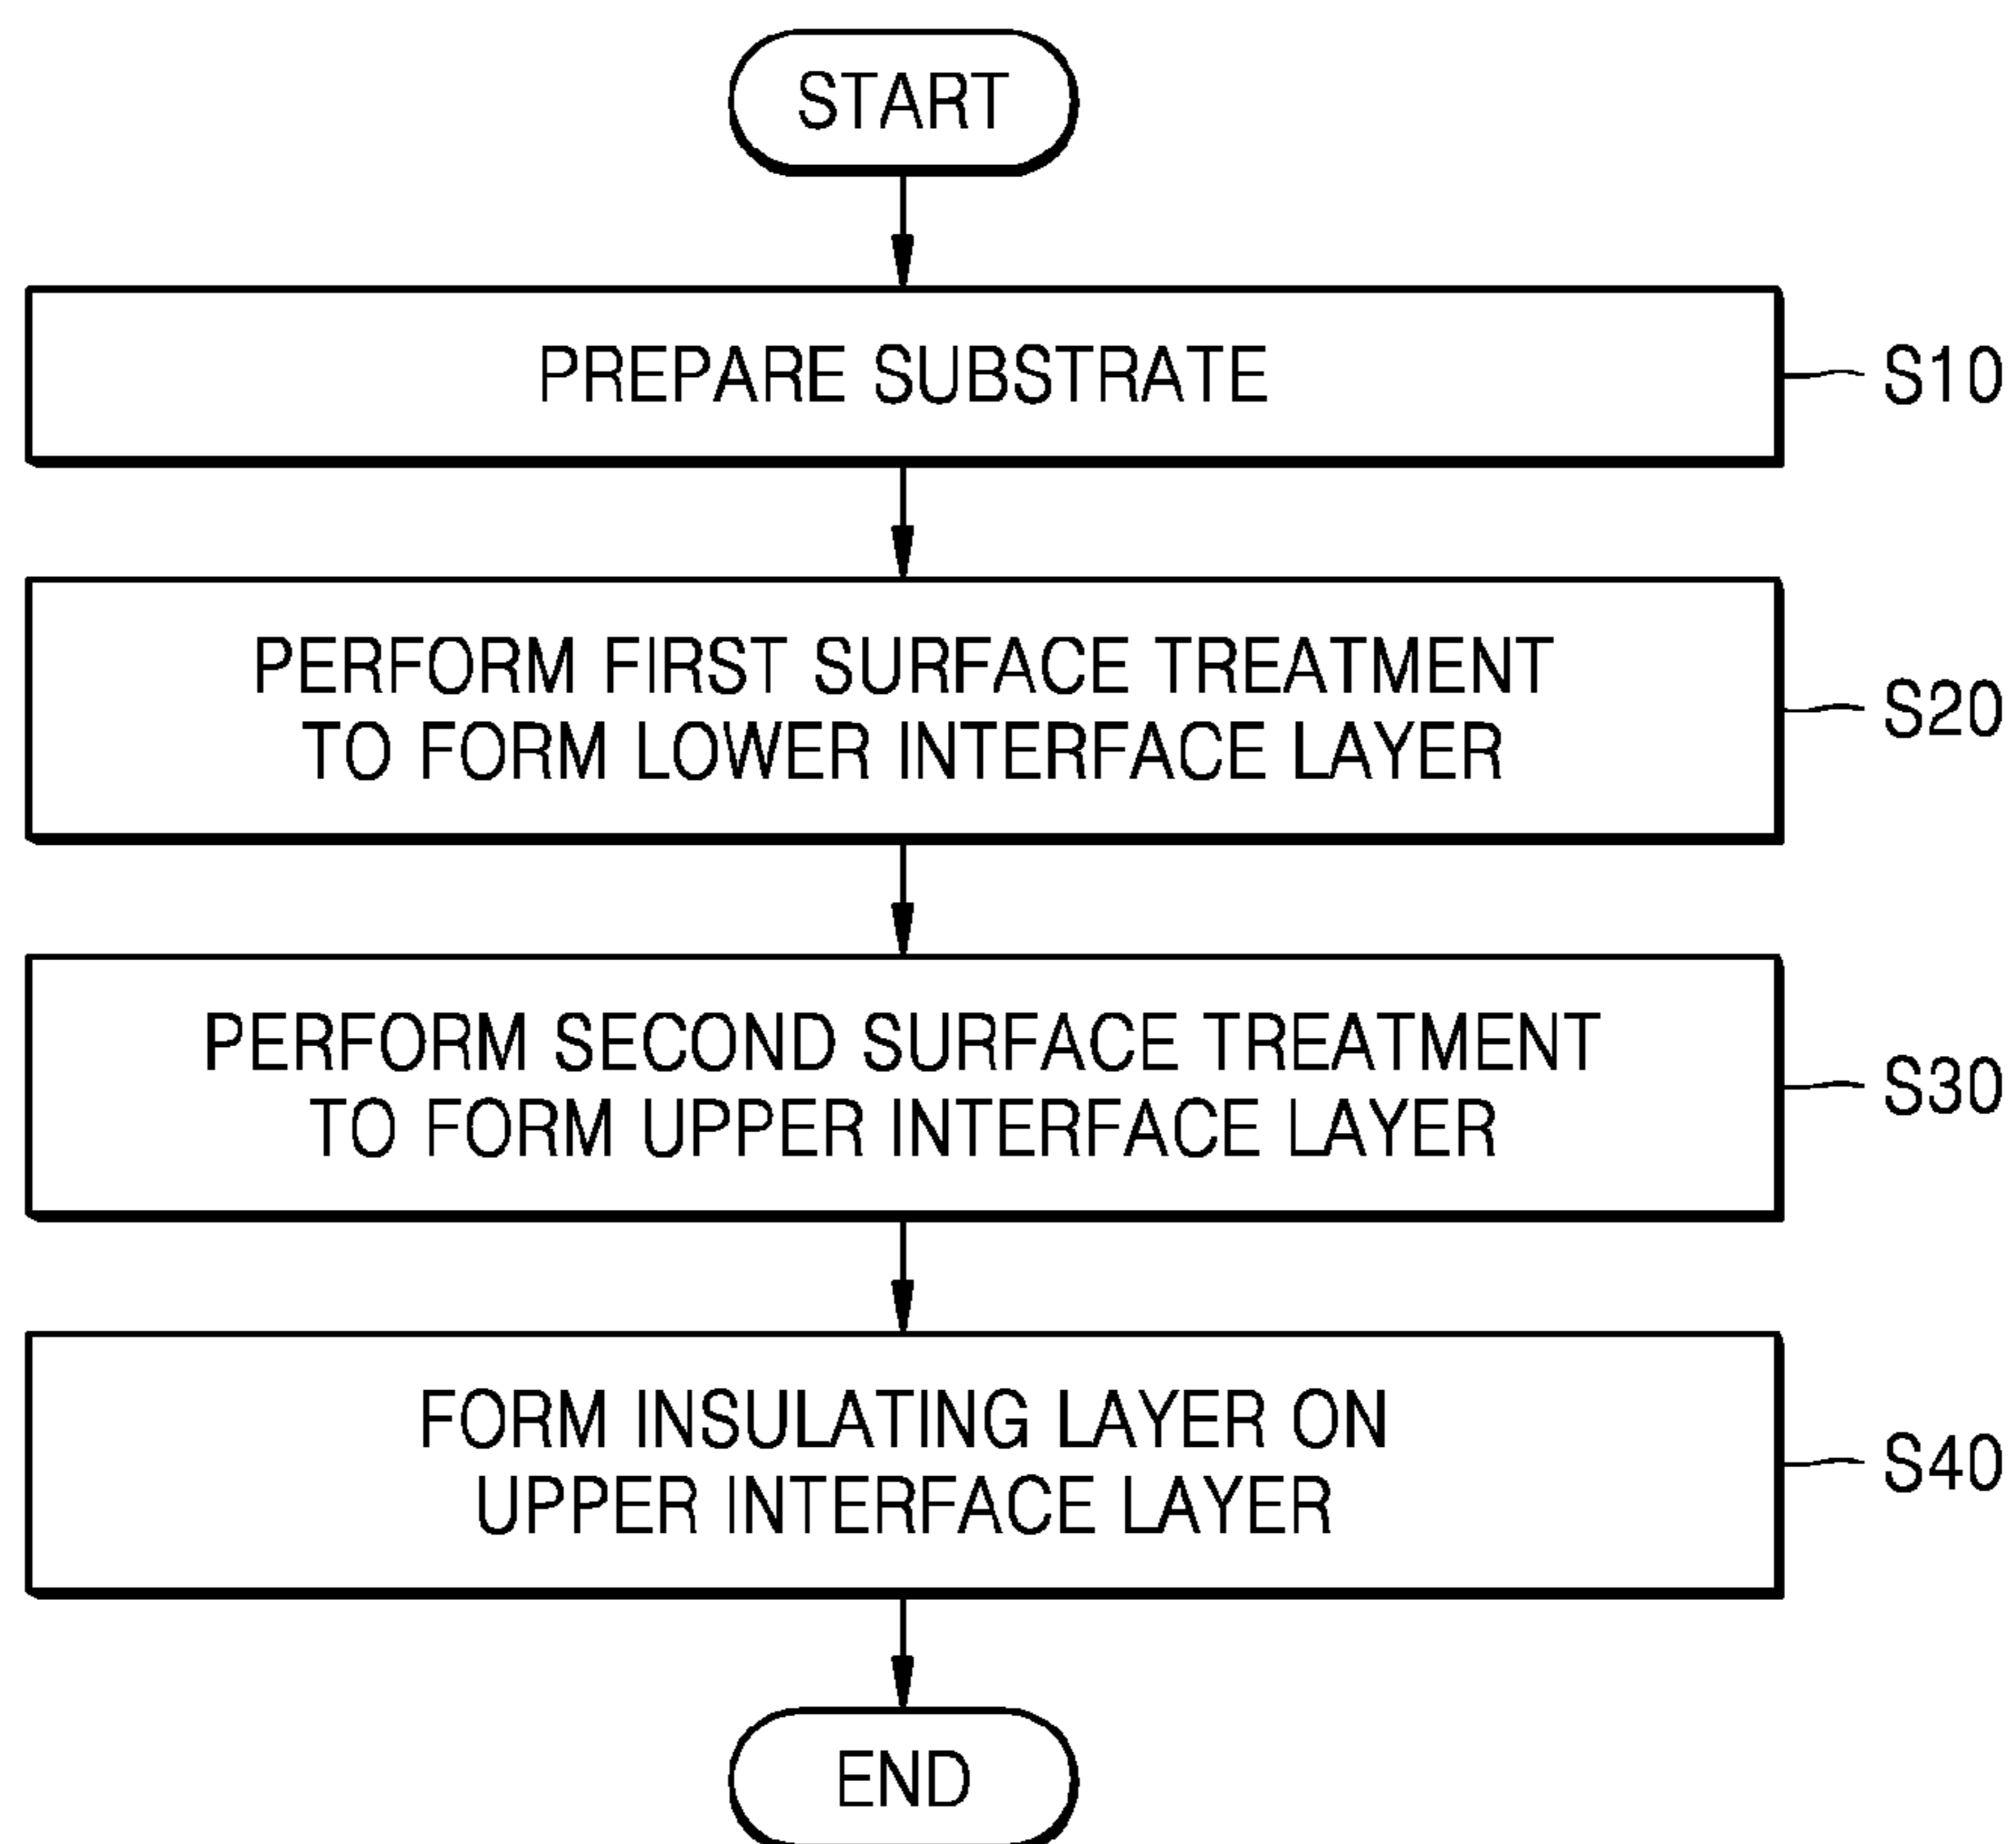 START
PREPARE SUBSTRATE
S10
PERFORM FIRST SURFACE TREATMENT
TO FORM LOWER INTERFACE LAYER
S20
PERFORM SECOND SURFACE TREATMENT
TO FORM UPPER INTERFACE LAYER
S30
FORM INSULATING LAYER ON
UPPER INTERFACE LAYER
S40
END